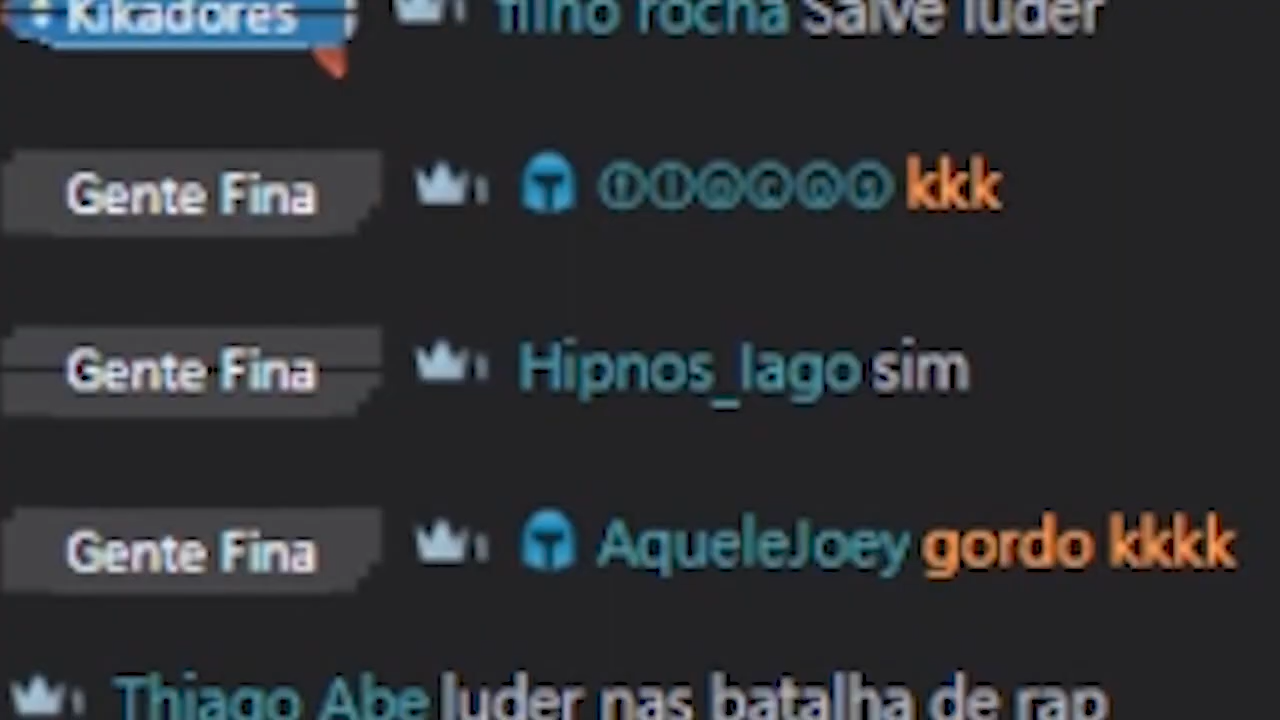 Kikadores filho rocha Salve luder
Gente Fina kkk
Gente Fina Hipnos_Iago sim
Gente Fina AqueleJoey gordo kkkk
Thiago Abe luder nas batalha de rap